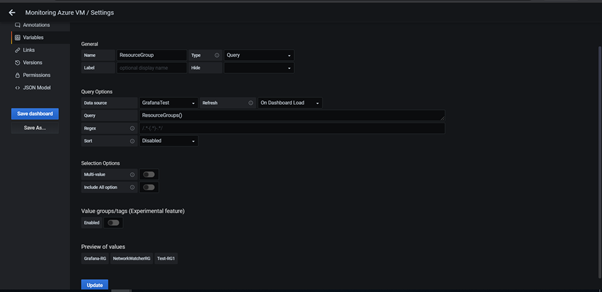 Monitoring Azure VM / Settings
Annotations
Variables
Links
Versions
Permissions
JSON Model
Save dashboard
Save As...
General
Name ResourceGroup Type Query
Label optional display name Hide
Query Options
Data source GrafanaTest Refresh On Dashboard Load
Query ResourceGroups()
Regex
Sort Disabled
Selection Options
Multi-value
Include All option
Value groups/tags (Experimental feature)
Enabled
Preview of values
Grafana-RG NetworkWatcherRG Test-RG1
Update